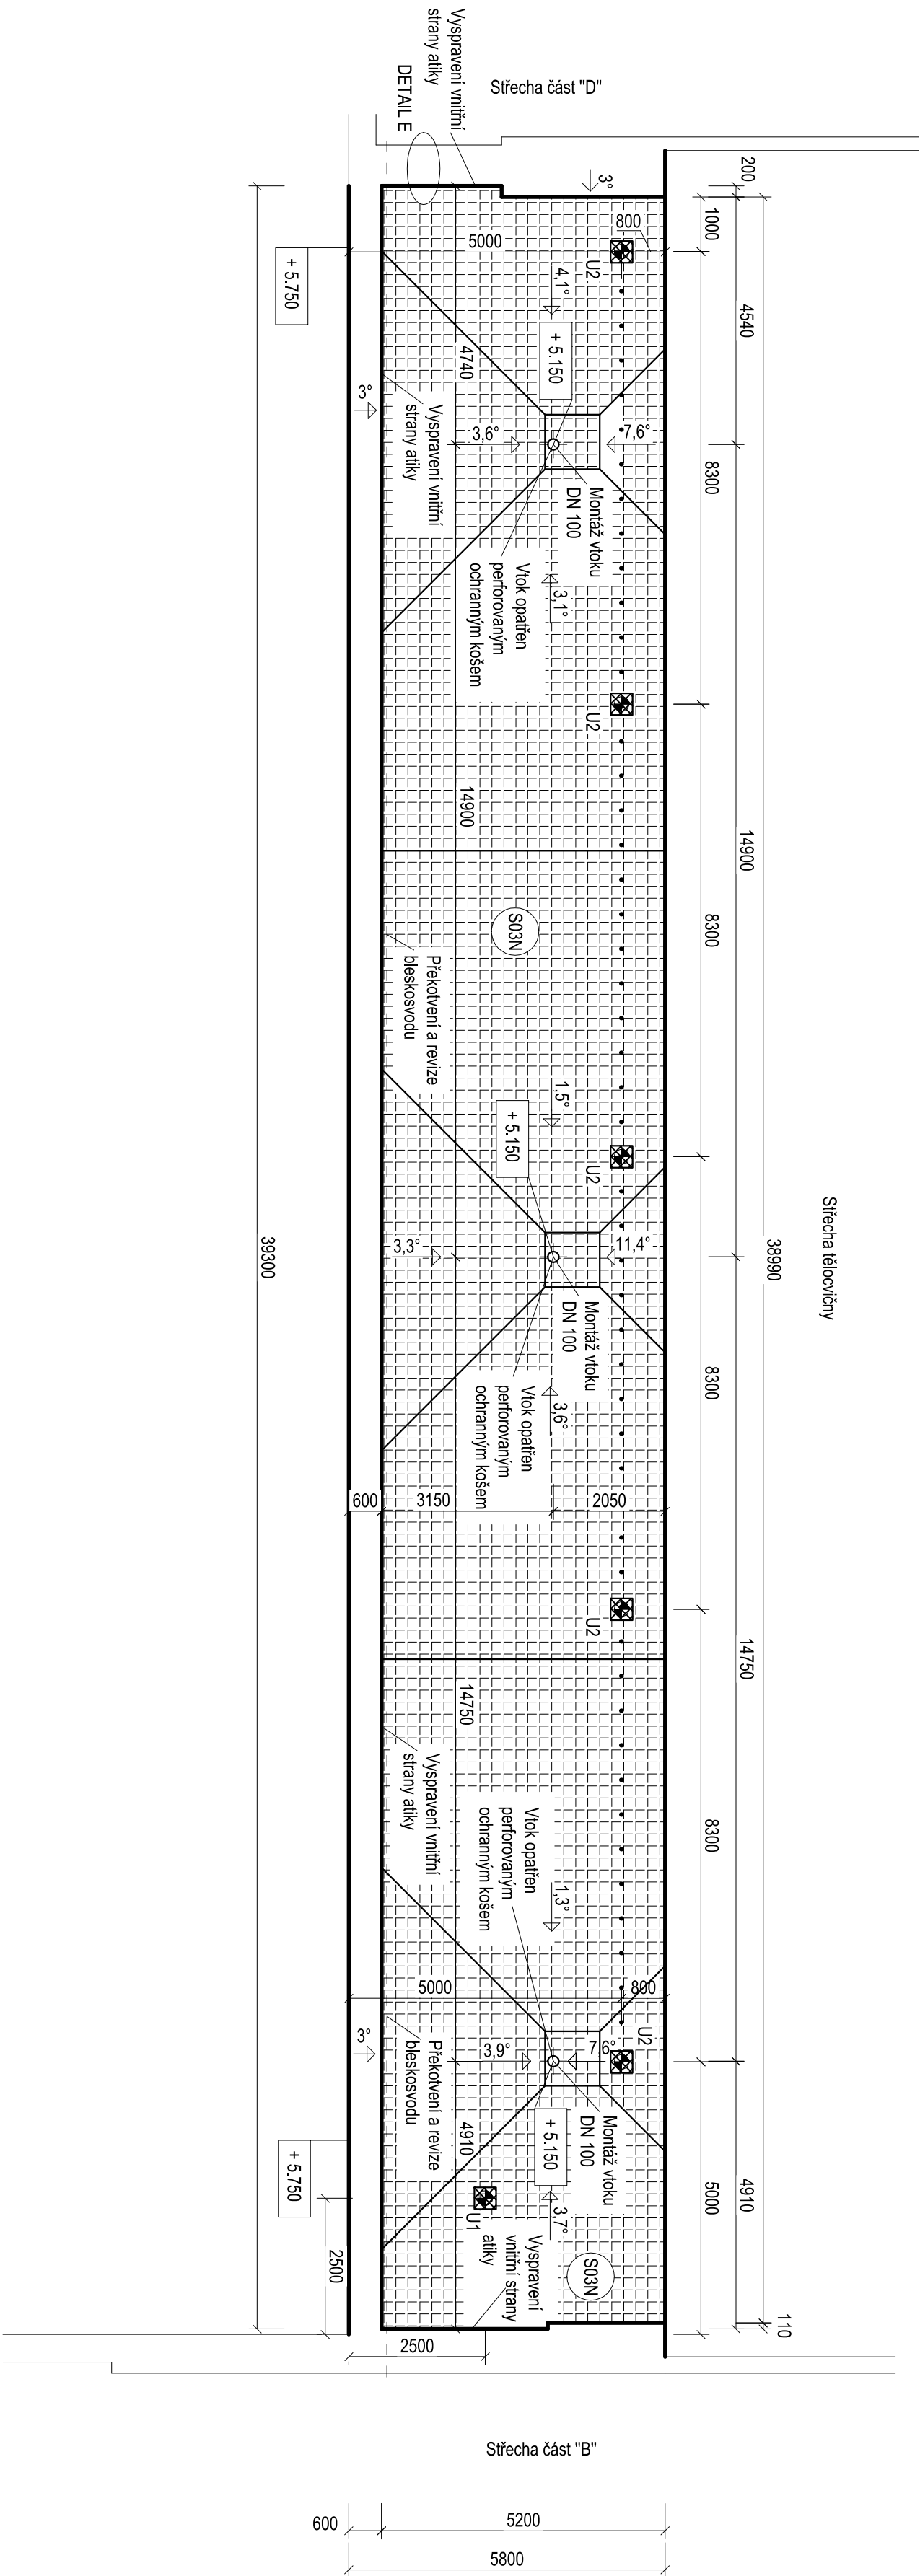 Střecha část "D"
Vyspravení vnitřní
strany atiky
DETAIL E
3°
200
1000
4540
800
5000
U2
+ 5.750
4,1°
+ 5.150
4740
3°
Vyspravení vnitřní
strany atiky
3,6°
7,6°
8300
Montáž vtoku
DN 100
Vtok opatřen
perforovaným
ochranným košem
3,1°
U2
14900
14900
8300
S03N
Překotvení a revize
bleskosvodu
1,5°
+ 5.150
U2
Střecha tělocvičny
38990
39300
3,3°
11,4°
Montáž vtoku
DN 100
8300
Vtok opatřen
perforovaným
ochranným košem
3,6°
600
3150
2050
U2
14750
14750
Vyspravení vnitřní
strany atiky
Vtok opatřen
perforovaným
ochranným košem
1,3°
8300
5000
800
U2
3°
Překotvení a revize
bleskosvodu
3,9°
7,6°
4910
Montáž vtoku
DN 100
+ 5.150
4910
5000
+ 5.750
3,7°
U1
Vyspravení
vnitřní strany
atiky
S03N
2500
110
2500
Střecha část "B"
600
5200
5800